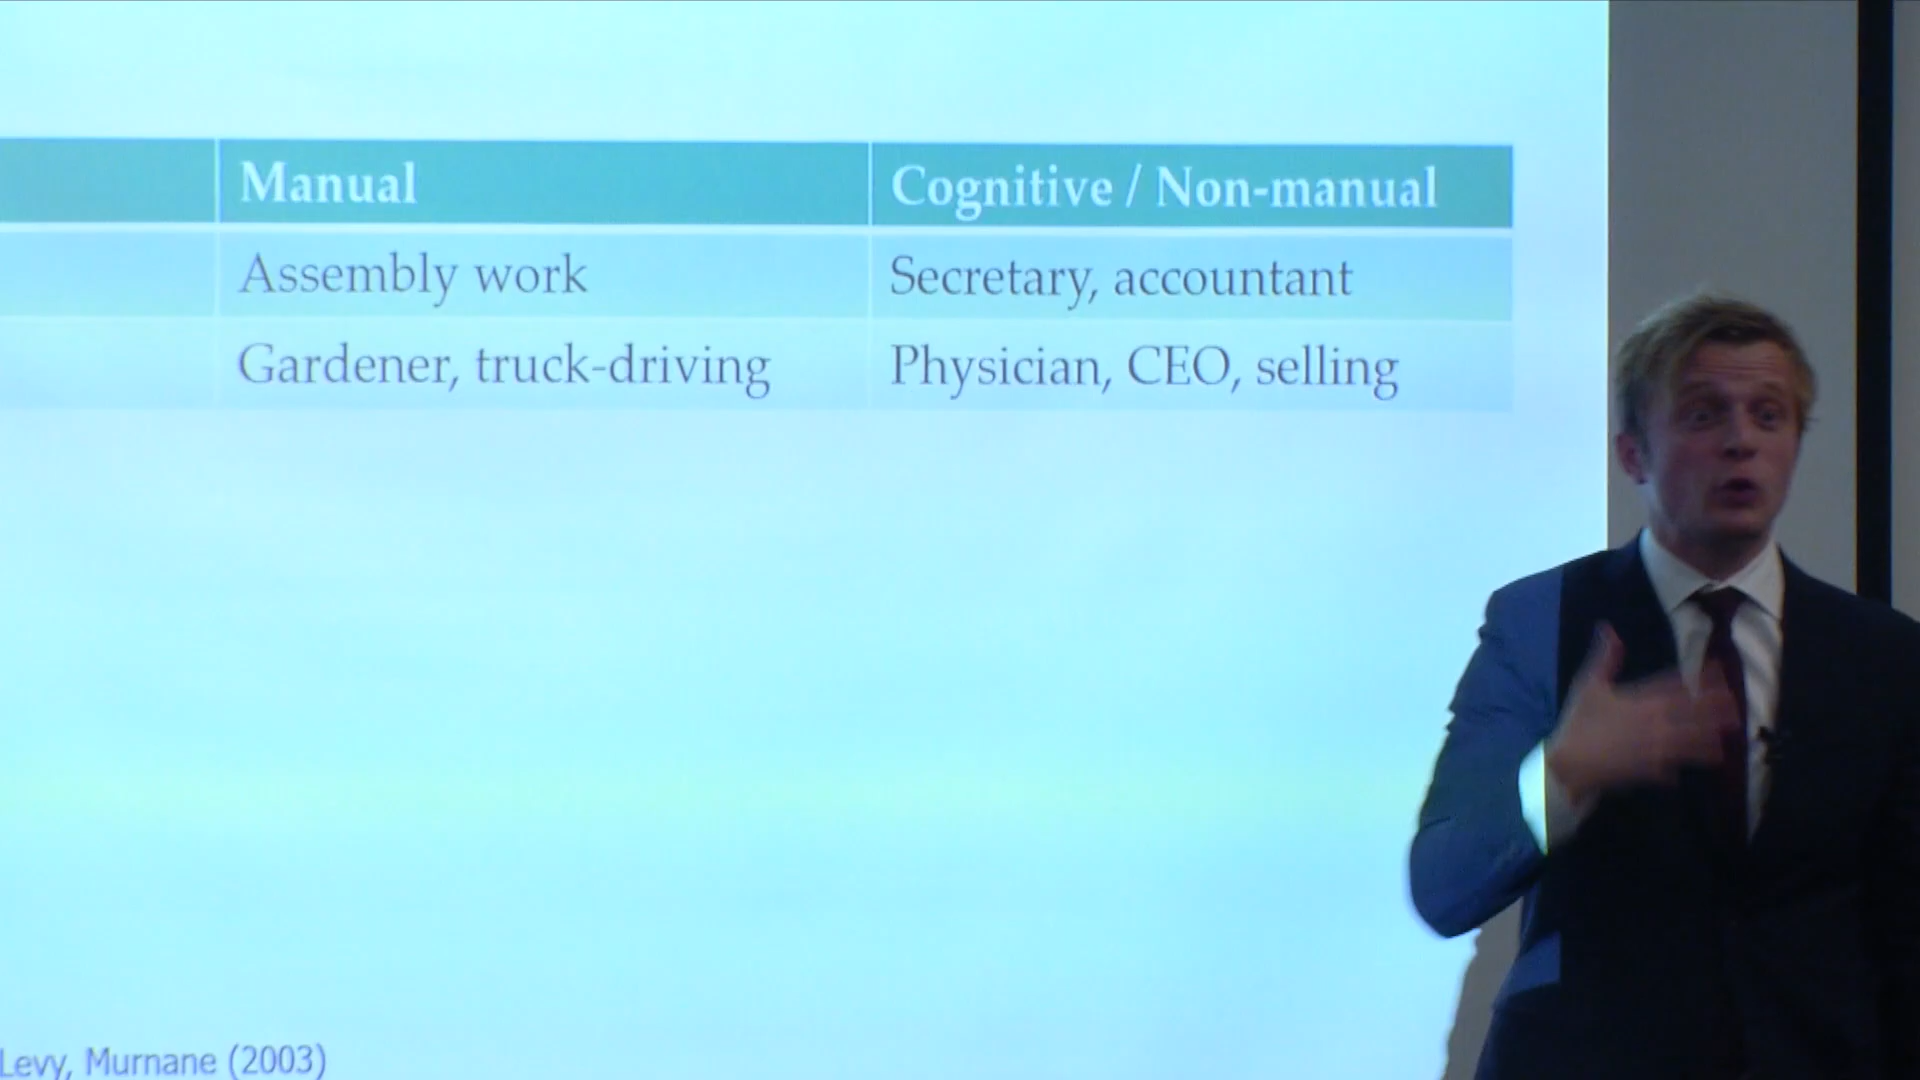 Manual Cognitive / Non-manual
Assembly work Secretary, accountant
Gardener, truck-driving Physician, CEO, selling
Levy, Murnane (2003)